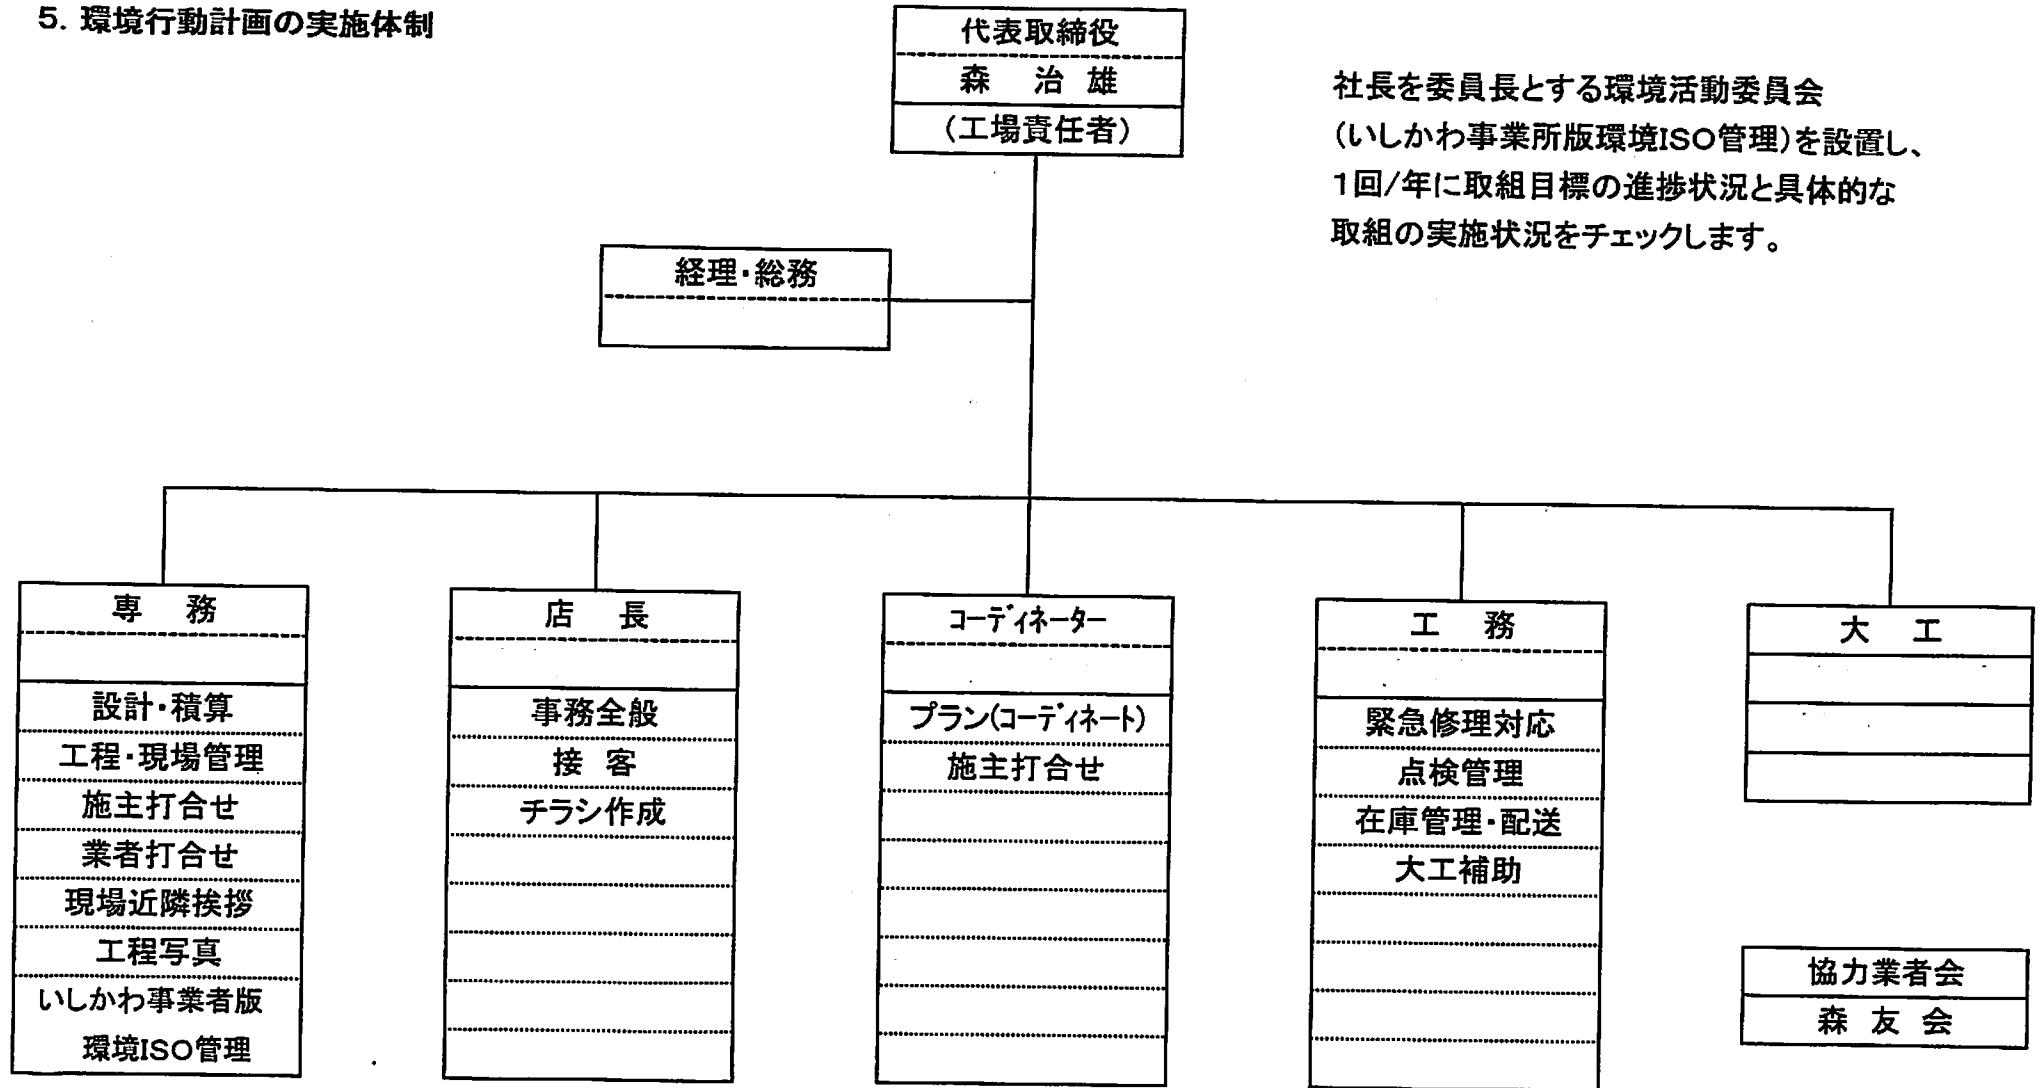 5. 環境行動計画の実施体制
代表取締役
森 治 雄
(工場責任者)
社長を委員長とする環境活動委員会
(いしかわ事業所版環境ISO管理)を設置し、
1回/年に取組目標の進捗状況と具体的な
取組の実施状況をチェックします。
経理・総務
専 務
設計・積算
工程・現場管理
施主打合せ
業者打合せ
現場近隣挨拶
工程写真
いしかわ事業者版
環境ISO管理
店 長
事務全般
接 客
チラシ作成
コーディネーター
プラン(コーディネート)
施主打合せ
工 務
緊急修理対応
点検管理
在庫管理・配送
大工補助
大 工
協力業者会
森 友 会